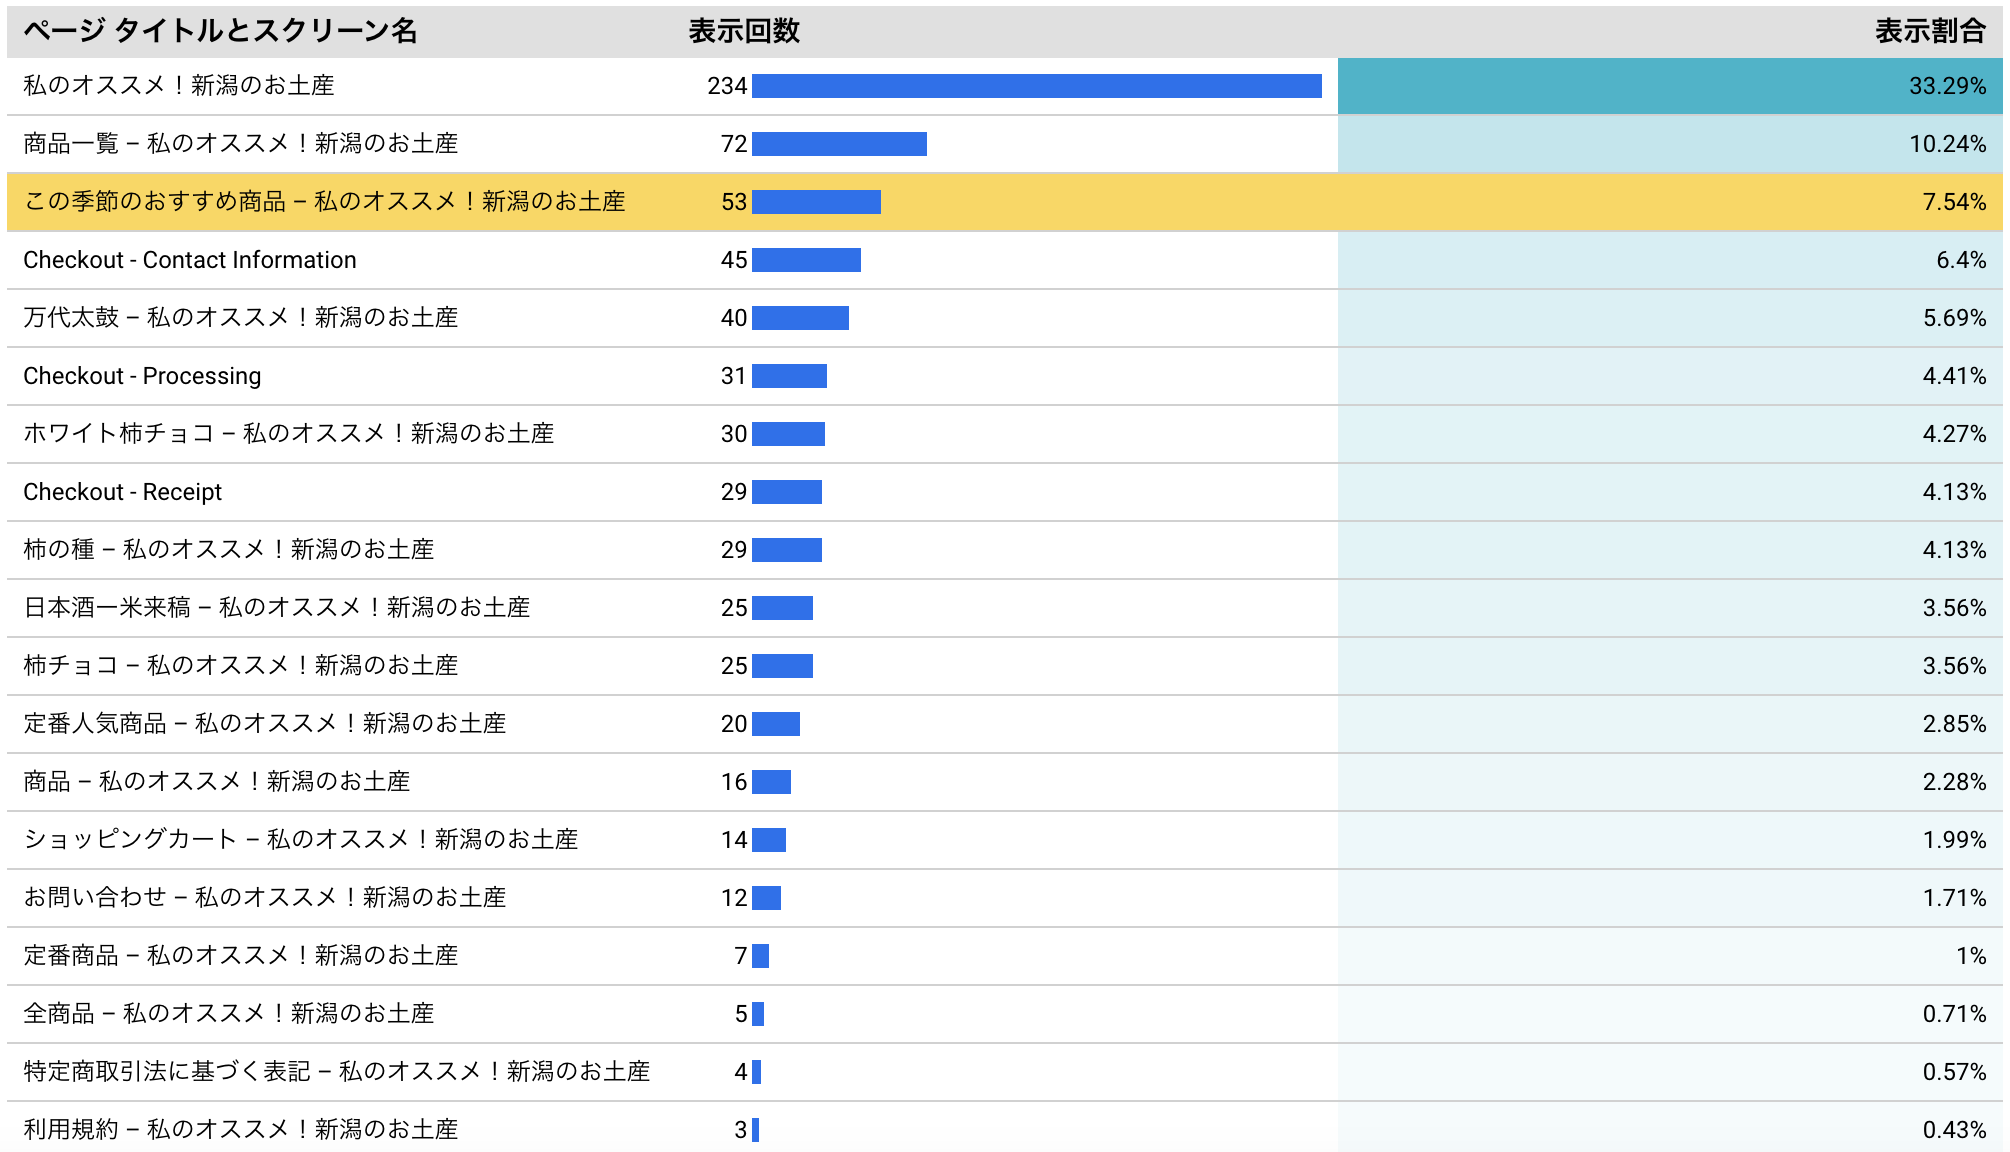 ページ タイトルとスクリーン名 表示回数 表示割合
私のオススメ！新潟のお土産 234 33.29%
商品一覧 – 私のオススメ！新潟のお土産 72 10.24%
この季節のおすすめ商品 – 私のオススメ！新潟のお土産 53 7.54%
Checkout - Contact Information 45 6.4%
万代太鼓 – 私のオススメ！新潟のお土産 40 5.69%
Checkout - Processing 31 4.41%
ホワイト柿チョコ – 私のオススメ！新潟のお土産 30 4.27%
Checkout - Receipt 29 4.13%
柿の種 – 私のオススメ！新潟のお土産 29 4.13%
日本酒一米来稿 – 私のオススメ！新潟のお土産 25 3.56%
柿チョコ – 私のオススメ！新潟のお土産 25 3.56%
定番人気商品 – 私のオススメ！新潟のお土産 20 2.85%
商品 – 私のオススメ！新潟のお土産 16 2.28%
ショッピングカート – 私のオススメ！新潟のお土産 14 1.99%
お問い合わせ – 私のオススメ！新潟のお土産 12 1.71%
定番商品 – 私のオススメ！新潟のお土産 7 1%
全商品 – 私のオススメ！新潟のお土産 5 0.71%
特定商取引法に基づく表記 – 私のオススメ！新潟のお土産 4 0.57%
利用規約 – 私のオススメ！新潟のお土産 3 0.43%